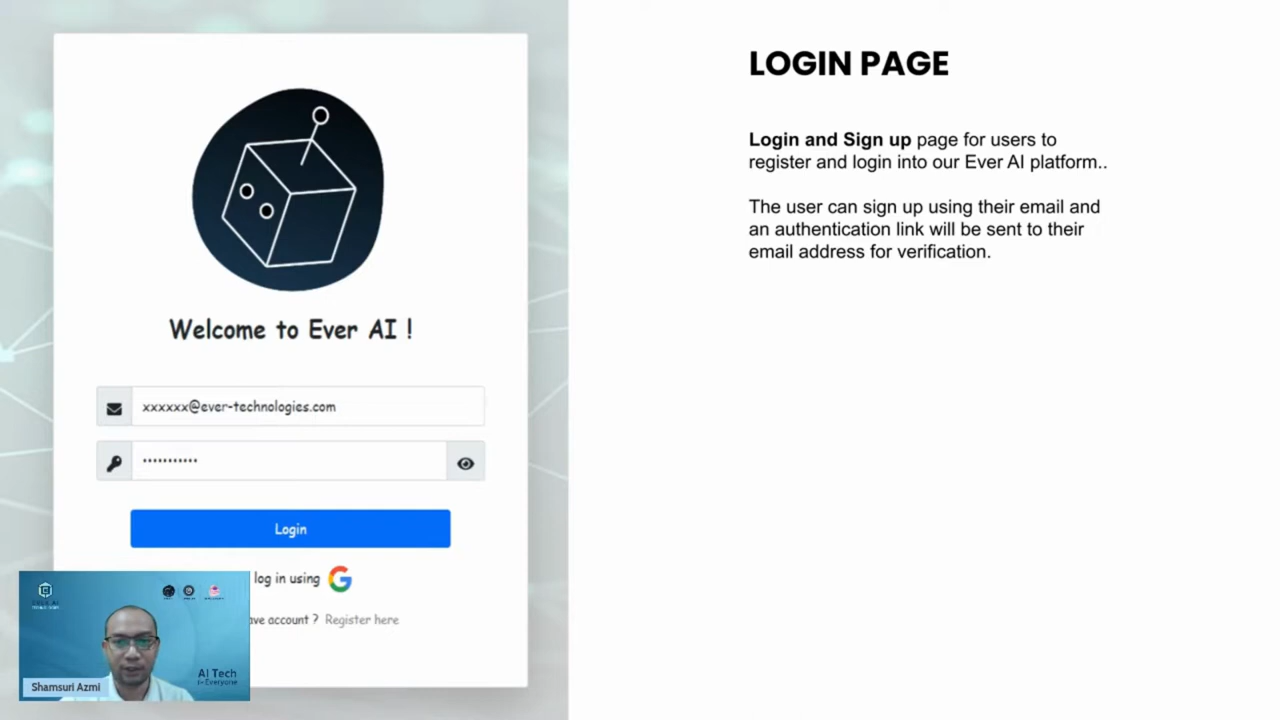 Welcome to Ever AI !
xxxxxx@ever-technologies.com
Login
log in using
ave account ? Register here
AI Tech
for Everyone
Shamsuri Azmi
LOGIN PAGE
Login and Sign up page for users to
register and login into our Ever AI platform..
The user can sign up using their email and
an authentication link will be sent to their
email address for verification.